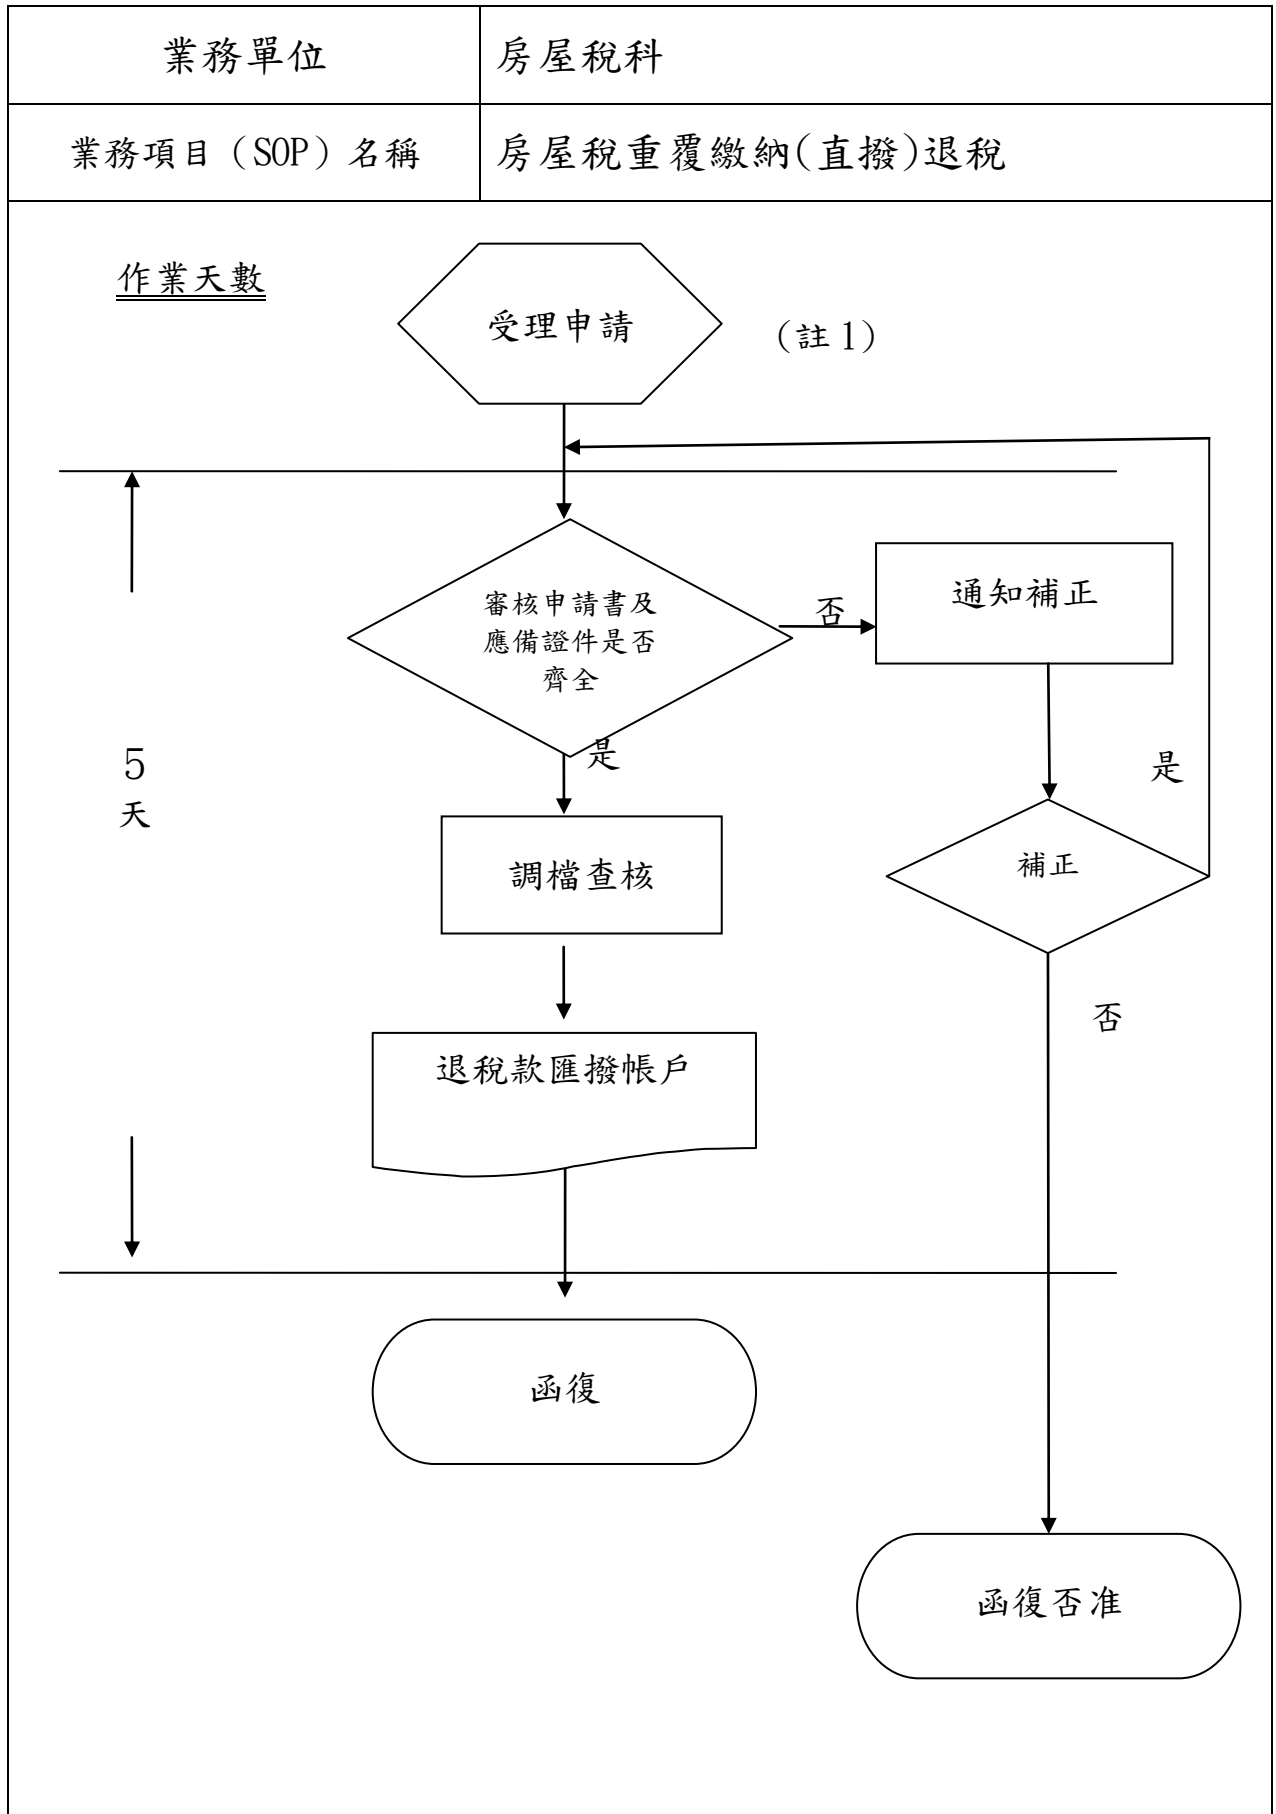 業務單位
房屋稅科
業務項目（SOP）名稱
房屋稅重覆繳納(直撥)退稅
作業天數
受理申請
（註1）
審核申請書及
應備證件是否
齊全
否
通知補正
是
5
天
調檔查核
補正
是
退稅款匯撥帳戶
否
函復
函復否准